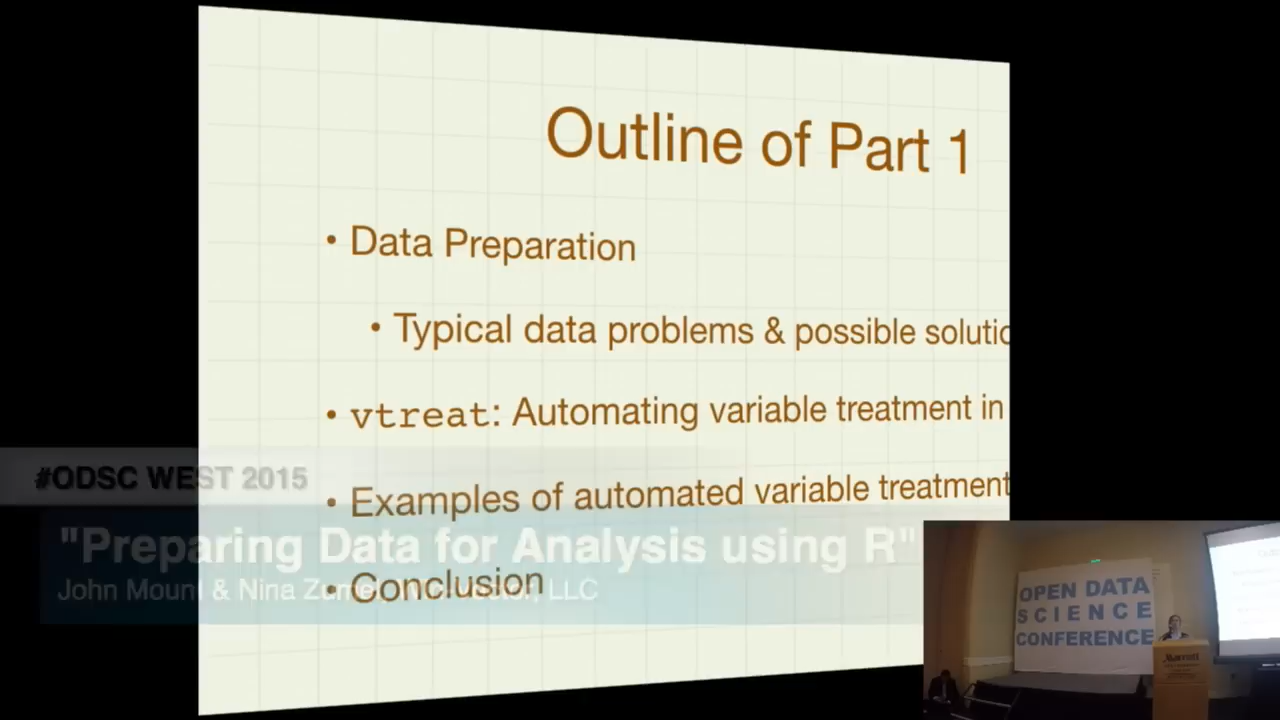 Outline of Part 1
• Data Preparation
• Typical data problems & possible solutio
• vtreat: Automating variable treatment in
• Examples of automated variable treatment
• Conclusion
#ODSC WEST 2015
"Preparing Data for Analysis using R"
John Mount & Nina Zumel, LLC
OPEN DATA
SCIENCE
CONFERENCE
Marriott